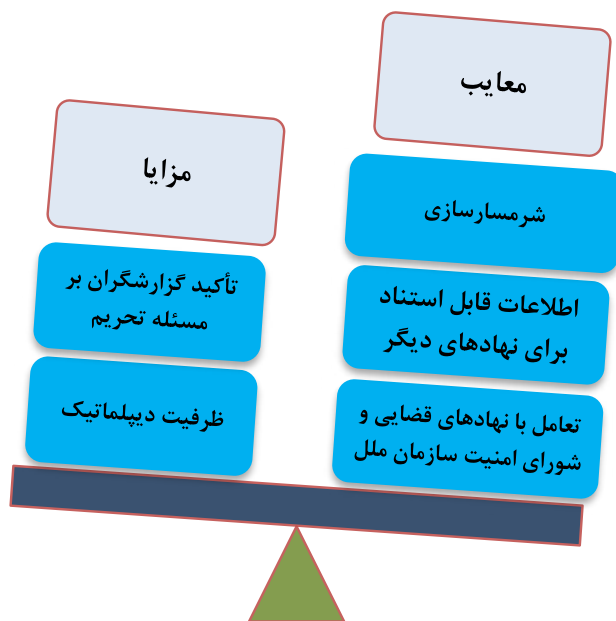 معایب
شرمسارسازی
اطلاعات قابل استناد
برای نهادهای دیگر
تعامل با نهادهای قضایی و
شورای امنیت سازمان ملل
مزایا
تأکید گزارشگران بر
مسئله تحریم
ظرفیت دیپلماتیک